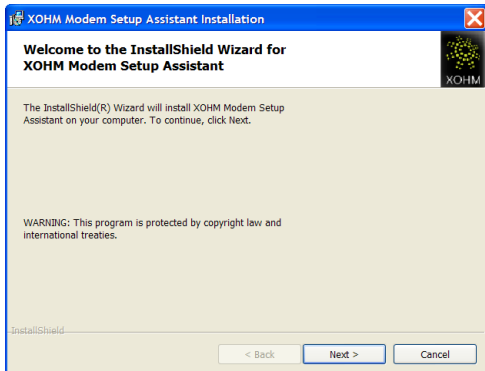 XOHM Modem Setup Assistant Installation
Welcome to the InstallShield Wizard for
XOHM Modem Setup Assistant
XOHM
The InstallShield(R) Wizard will install XOHM Modem Setup
Assistant on your computer. To continue, click Next.
WARNING: This program is protected by copyright law and
international treaties.
InstallShield
< Back
Next >
Cancel